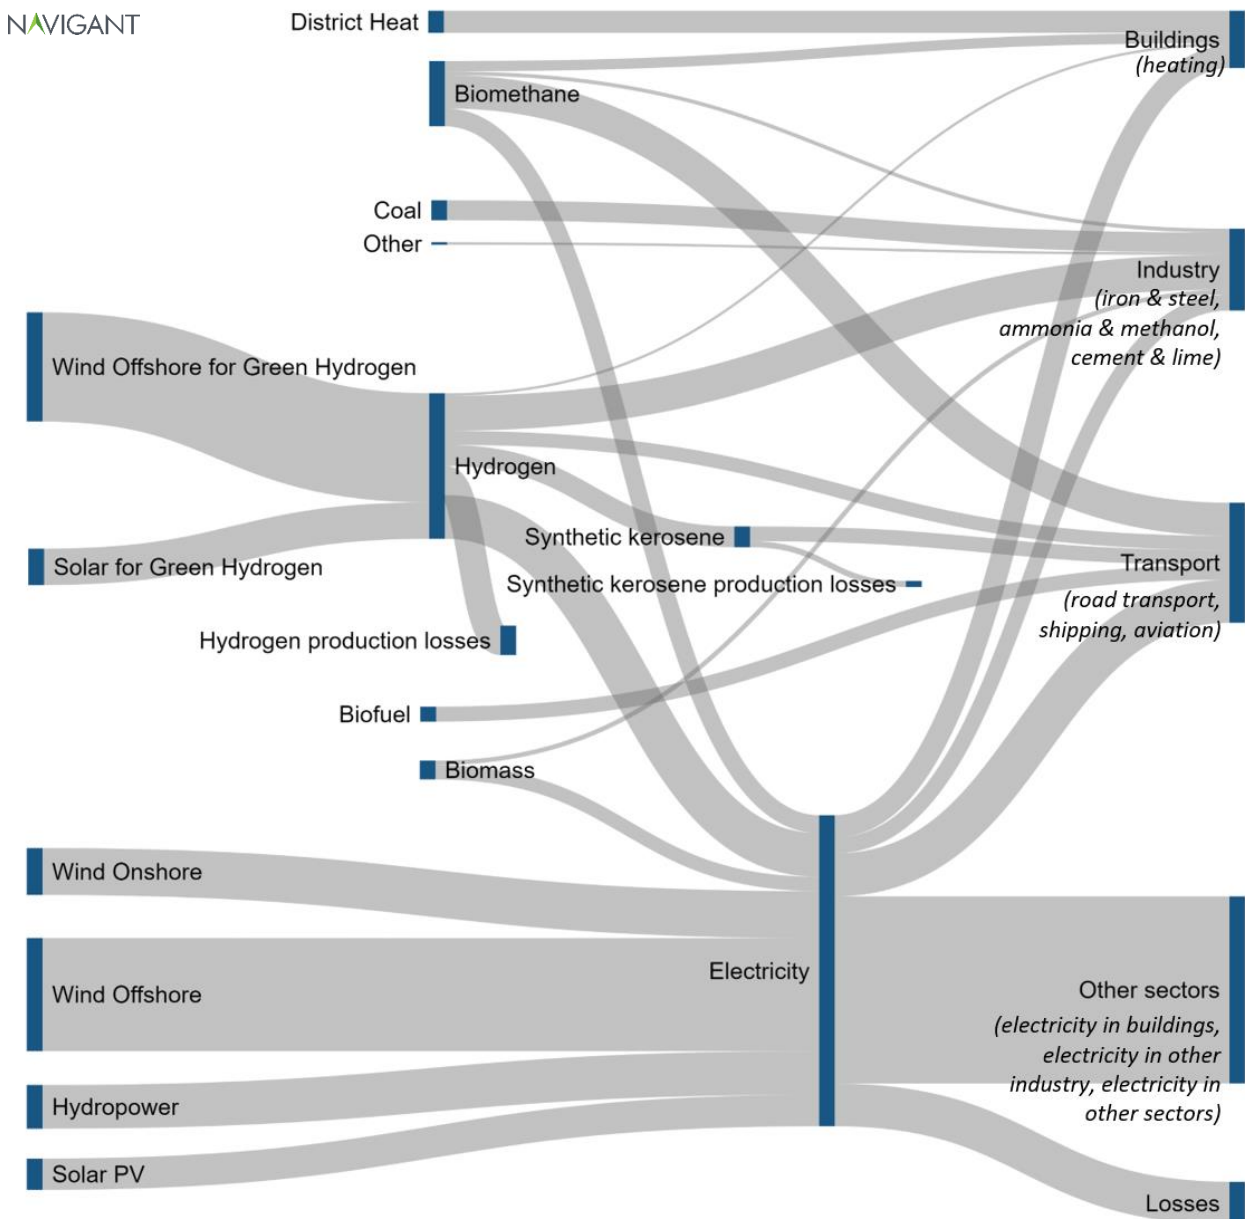 NAVIGANT
District Heat
Buildings
(heating)
Biomethane
Coal
Other
Industry
(iron & steel,
ammonia & methanol,
cement & lime)
Wind Offshore for Green Hydrogen
Hydrogen
Synthetic kerosene
Solar for Green Hydrogen
Synthetic kerosene production losses
Transport
(road transport,
shipping, aviation)
Hydrogen production losses
Biofuel
Biomass
Wind Onshore
Electricity
Wind Offshore
Other sectors
(electricity in buildings,
electricity in other
industry, electricity in
other sectors)
Hydropower
Solar PV
Losses